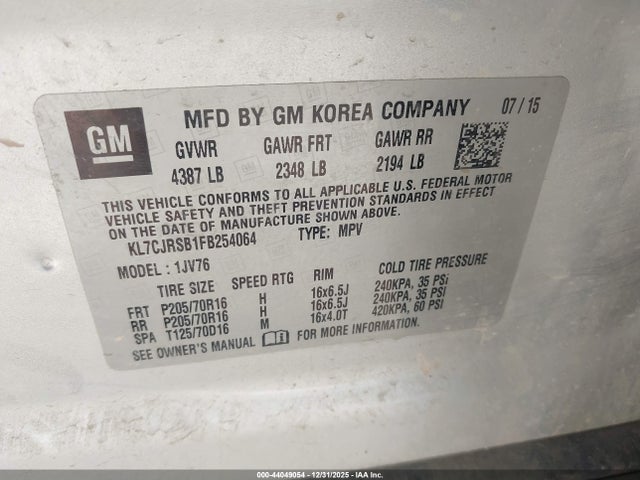 GM
MFD BY GM KOREA COMPANY 07 / 15
GVWR GAWR FRT GAWR RR
4387 LB 2348 LB 2194 LB
THIS VEHICLE CONFORMS TO ALL APPLICABLE U.S. FEDERAL MOTOR
VEHICLE SAFETY AND THEFT PREVENTION STANDARDS IN EFFECT
ON THE DATE OF MANUFACTURE SHOWN ABOVE.
KL7CJRSB1FB254064 TYPE: MPV
MODEL : 1JV76
TIRE SIZE SPEED RTG RIM COLD TIRE PRESSURE
FRT P205/70R16 H 16x6.5J 240KPA, 35 PSI
RR P205/70R16 H 16x6.5J 240KPA, 35 PSI
SPA T125/70D16 M 16x4.0T 420KPA, 60 PSI
SEE OWNER'S MANUAL FOR MORE INFORMATION.
000-44049054 - 12/31/2025 - IAA Inc.